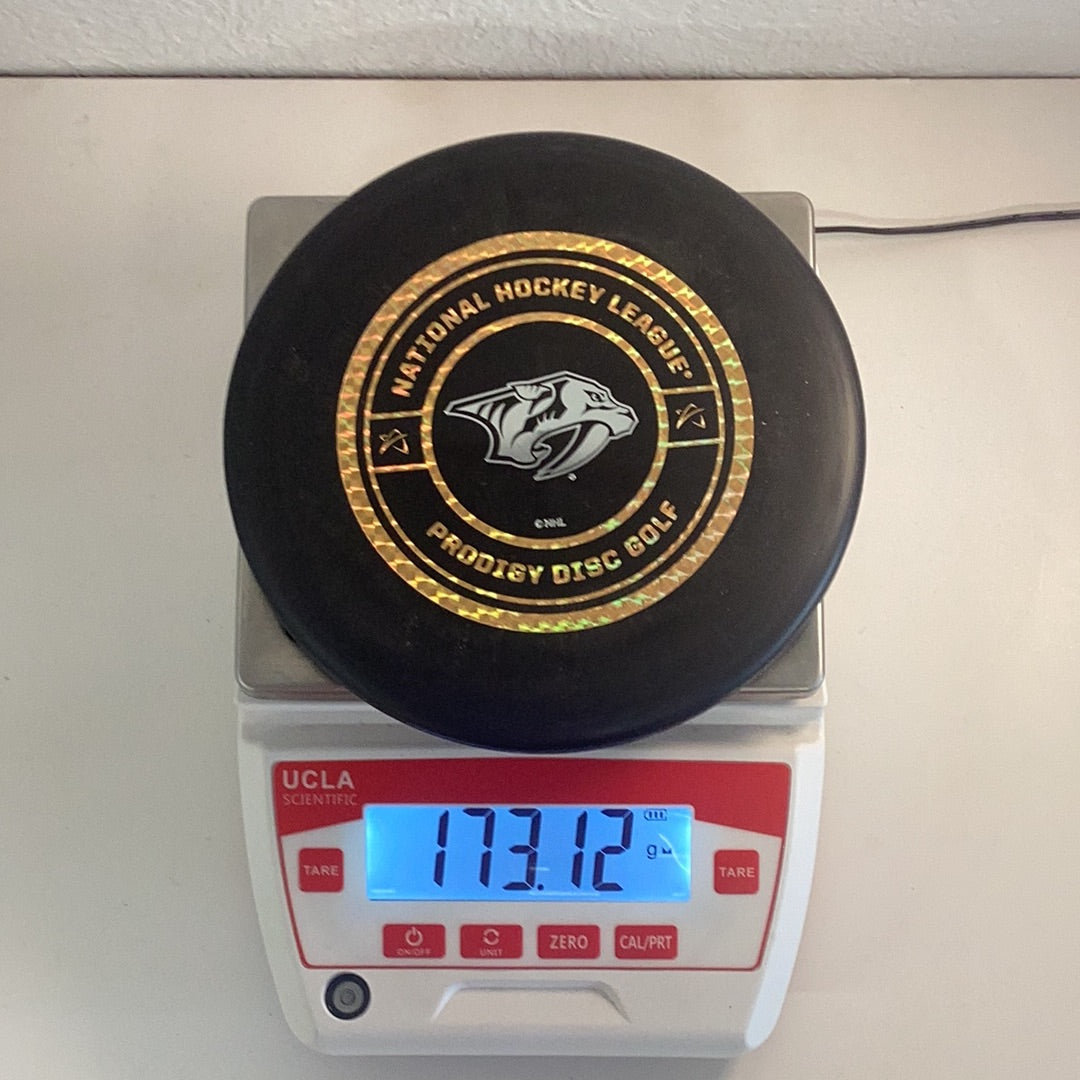 NATIONAL HOCKEY LEAGUE®
©NHL
PRODIGY DISC GOLF
UCLA
SCIENTIFIC
173.12
g
TARE
TARE
ON/OFF
UNIT
ZERO
CAL/PRT